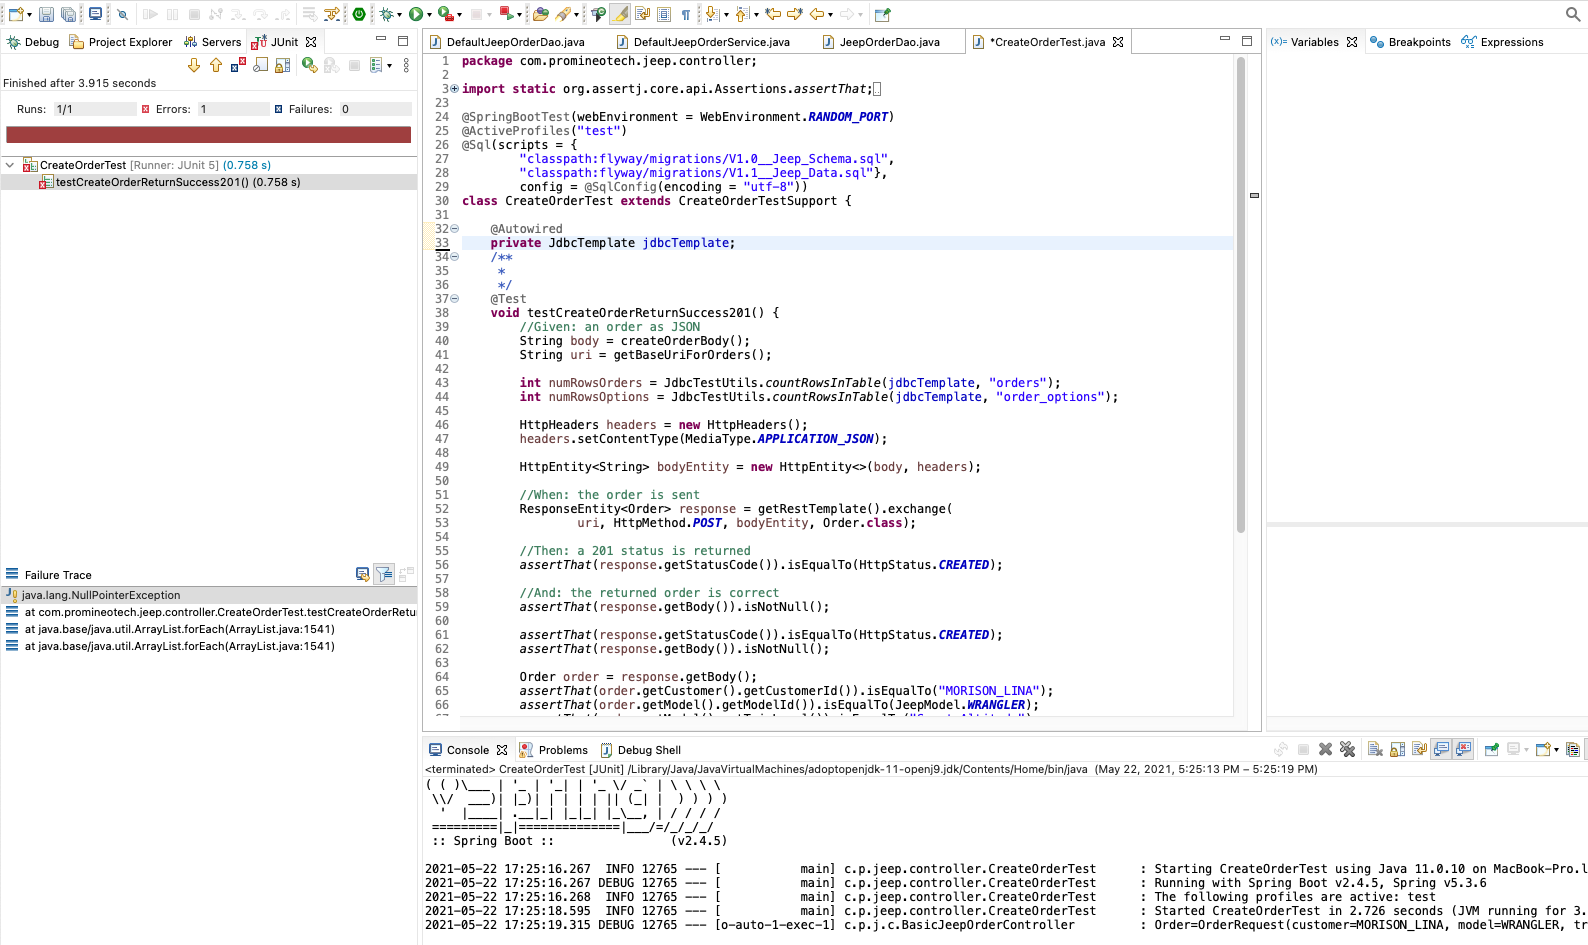 Debug Project Explorer Servers JUnit
Finished after 3.915 seconds
Runs: 1/1 Errors: 1 Failures: 0
CreateOrderTest [Runner: JUnit 5] (0.758 s)
testCreateOrderReturnSuccess201() (0.758 s)
Failure Trace
java.lang.NullPointerException
at com.promineotech.jeep.controller.CreateOrderTest.testCreateOrderRetu
at java.base/java.util.ArrayList.forEach(ArrayList.java:1541)
at java.base/java.util.ArrayList.forEach(ArrayList.java:1541)
DefaultJeepOrderDao.java DefaultJeepOrderService.java JeepOrderDao.java *CreateOrderTest.java
1 package com.promineotech.jeep.controller;
2
3 import static org.assertj.core.api.Assertions.assertThat;
23
24 @SpringBootTest(webEnvironment = WebEnvironment.RANDOM_PORT)
25 @ActiveProfiles("test")
26 @Sql(scripts = {
27 "classpath:flyway/migrations/V1.0__Jeep_Schema.sql",
28 "classpath:flyway/migrations/V1.1__Jeep_Data.sql"},
29 config = @SqlConfig(encoding = "utf-8"))
30 class CreateOrderTest extends CreateOrderTestSupport {
31
32 @Autowired
33 private JdbcTemplate jdbcTemplate;
34 /**
35 *
36 */
37 @Test
38 void testCreateOrderReturnSuccess201() {
39 //Given: an order as JSON
40 String body = createOrderBody();
41 String uri = getBaseUriForOrders();
42
43 int numRowsOrders = JdbcTestUtils.countRowsInTable(jdbcTemplate, "orders");
44 int numRowsOptions = JdbcTestUtils.countRowsInTable(jdbcTemplate, "order_options");
45
46 HttpHeaders headers = new HttpHeaders();
47 headers.setContentType(MediaType.APPLICATION_JSON);
48
49 HttpEntity<String> bodyEntity = new HttpEntity<>(body, headers);
50
51 //When: the order is sent
52 ResponseEntity<Order> response = getRestTemplate().exchange(
53 uri, HttpMethod.POST, bodyEntity, Order.class);
54
55 //Then: a 201 status is returned
56 assertThat(response.getStatusCode()).isEqualTo(HttpStatus.CREATED);
57
58 //And: the returned order is correct
59 assertThat(response.getBody()).isNotNull();
60
61 assertThat(response.getStatusCode()).isEqualTo(HttpStatus.CREATED);
62 assertThat(response.getBody()).isNotNull();
63
64 Order order = response.getBody();
65 assertThat(order.getCustomer().getCustomerId()).isEqualTo("MORISON_LINA");
66 assertThat(order.getModel().getModelId()).isEqualTo(JeepModel.WRANGLER);
Variables Breakpoints Expressions
Console Problems Debug Shell
<terminated> CreateOrderTest [JUnit] /Library/Java/JavaVirtualMachines/adoptopenjdk-11-openj9.jdk/Contents/Home/bin/java (May 22, 2021, 5:25:13 PM – 5:25:19 PM)
( ( )\___ | '_ | '_| | '_ \/ _` | \ \ \ \
\\/ ___)| |_)| | | | | || (_| | ) ) ) )
' |____| .__|_| |_|_| |_\__, | / / / /
=========|_|==============|___/=/_/_/_/
:: Spring Boot :: (v2.4.5)
2021-05-22 17:25:16.267 INFO 12765 --- [ main] c.p.jeep.controller.CreateOrderTest : Starting CreateOrderTest using Java 11.0.10 on MacBook-Pro.l
2021-05-22 17:25:16.267 DEBUG 12765 --- [ main] c.p.jeep.controller.CreateOrderTest : Running with Spring Boot v2.4.5, Spring v5.3.6
2021-05-22 17:25:16.268 INFO 12765 --- [ main] c.p.jeep.controller.CreateOrderTest : The following profiles are active: test
2021-05-22 17:25:18.595 INFO 12765 --- [ main] c.p.jeep.controller.CreateOrderTest : Started CreateOrderTest in 2.726 seconds (JVM running for 3.
2021-05-22 17:25:19.315 DEBUG 12765 --- [o-auto-1-exec-1] c.p.j.c.BasicJeepOrderController : Order=OrderRequest(customer=MORISON_LINA, model=WRANGLER, tr